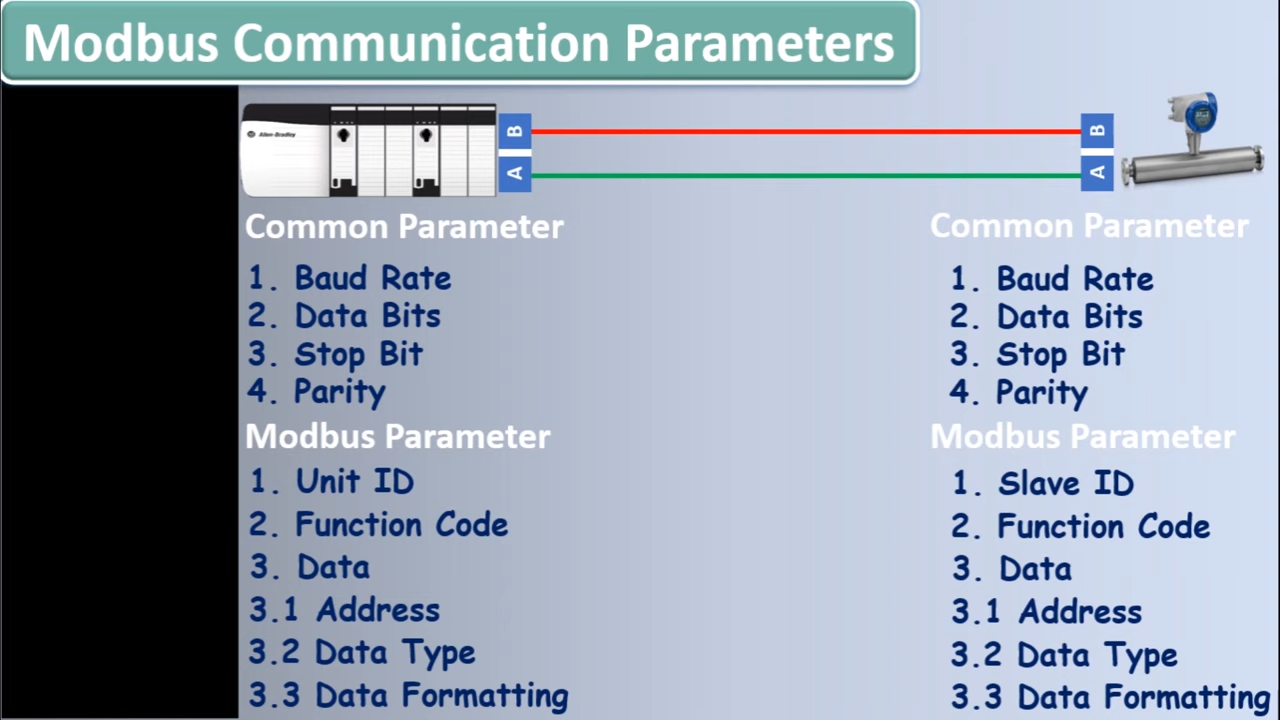 Modbus Communication Parameters
Allen-Bradley
B
A
B
A
Common Parameter
1. Baud Rate
2. Data Bits
3. Stop Bit
4. Parity
Modbus Parameter
1. Unit ID
2. Function Code
3. Data
3.1 Address
3.2 Data Type
3.3 Data Formatting
Common Parameter
1. Baud Rate
2. Data Bits
3. Stop Bit
4. Parity
Modbus Parameter
1. Slave ID
2. Function Code
3. Data
3.1 Address
3.2 Data Type
3.3 Data Formatting